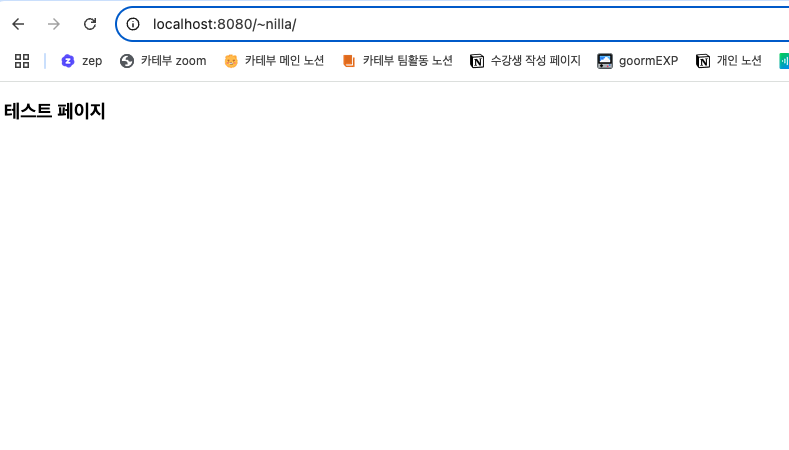 localhost:8080/~nilla/
zep 카테부 zoom 카테부 메인 노션 카테부 팀활동 노션 수강생 작성 페이지 goormEXP 개인 노션
테스트 페이지